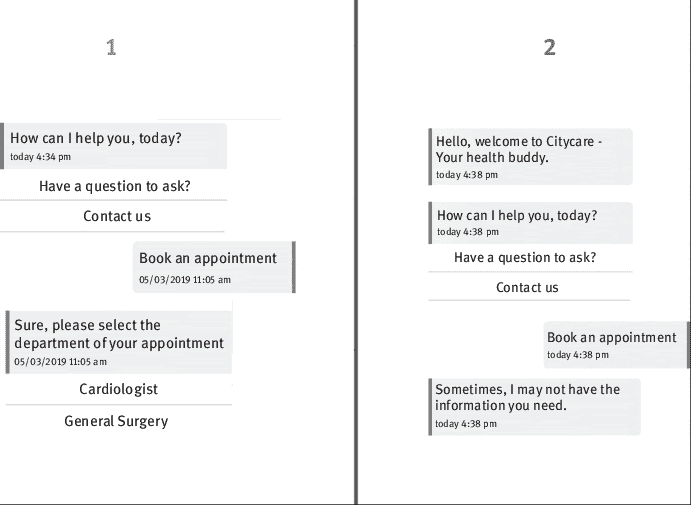 1
How can I help you, today?
today 4:34 pm
Have a question to ask?
Contact us
Book an appointment
05/03/2019 11:05 am
Sure, please select the
department of your appointment
05/03/2019 11:05 am
Cardiologist
General Surgery
2
Hello, welcome to Citycare -
Your health buddy.
today 4:38 pm
How can I help you, today?
today 4:38 pm
Have a question to ask?
Contact us
Book an appointment
today 4:38 pm
Sometimes, I may not have the
information you need.
today 4:38 pm